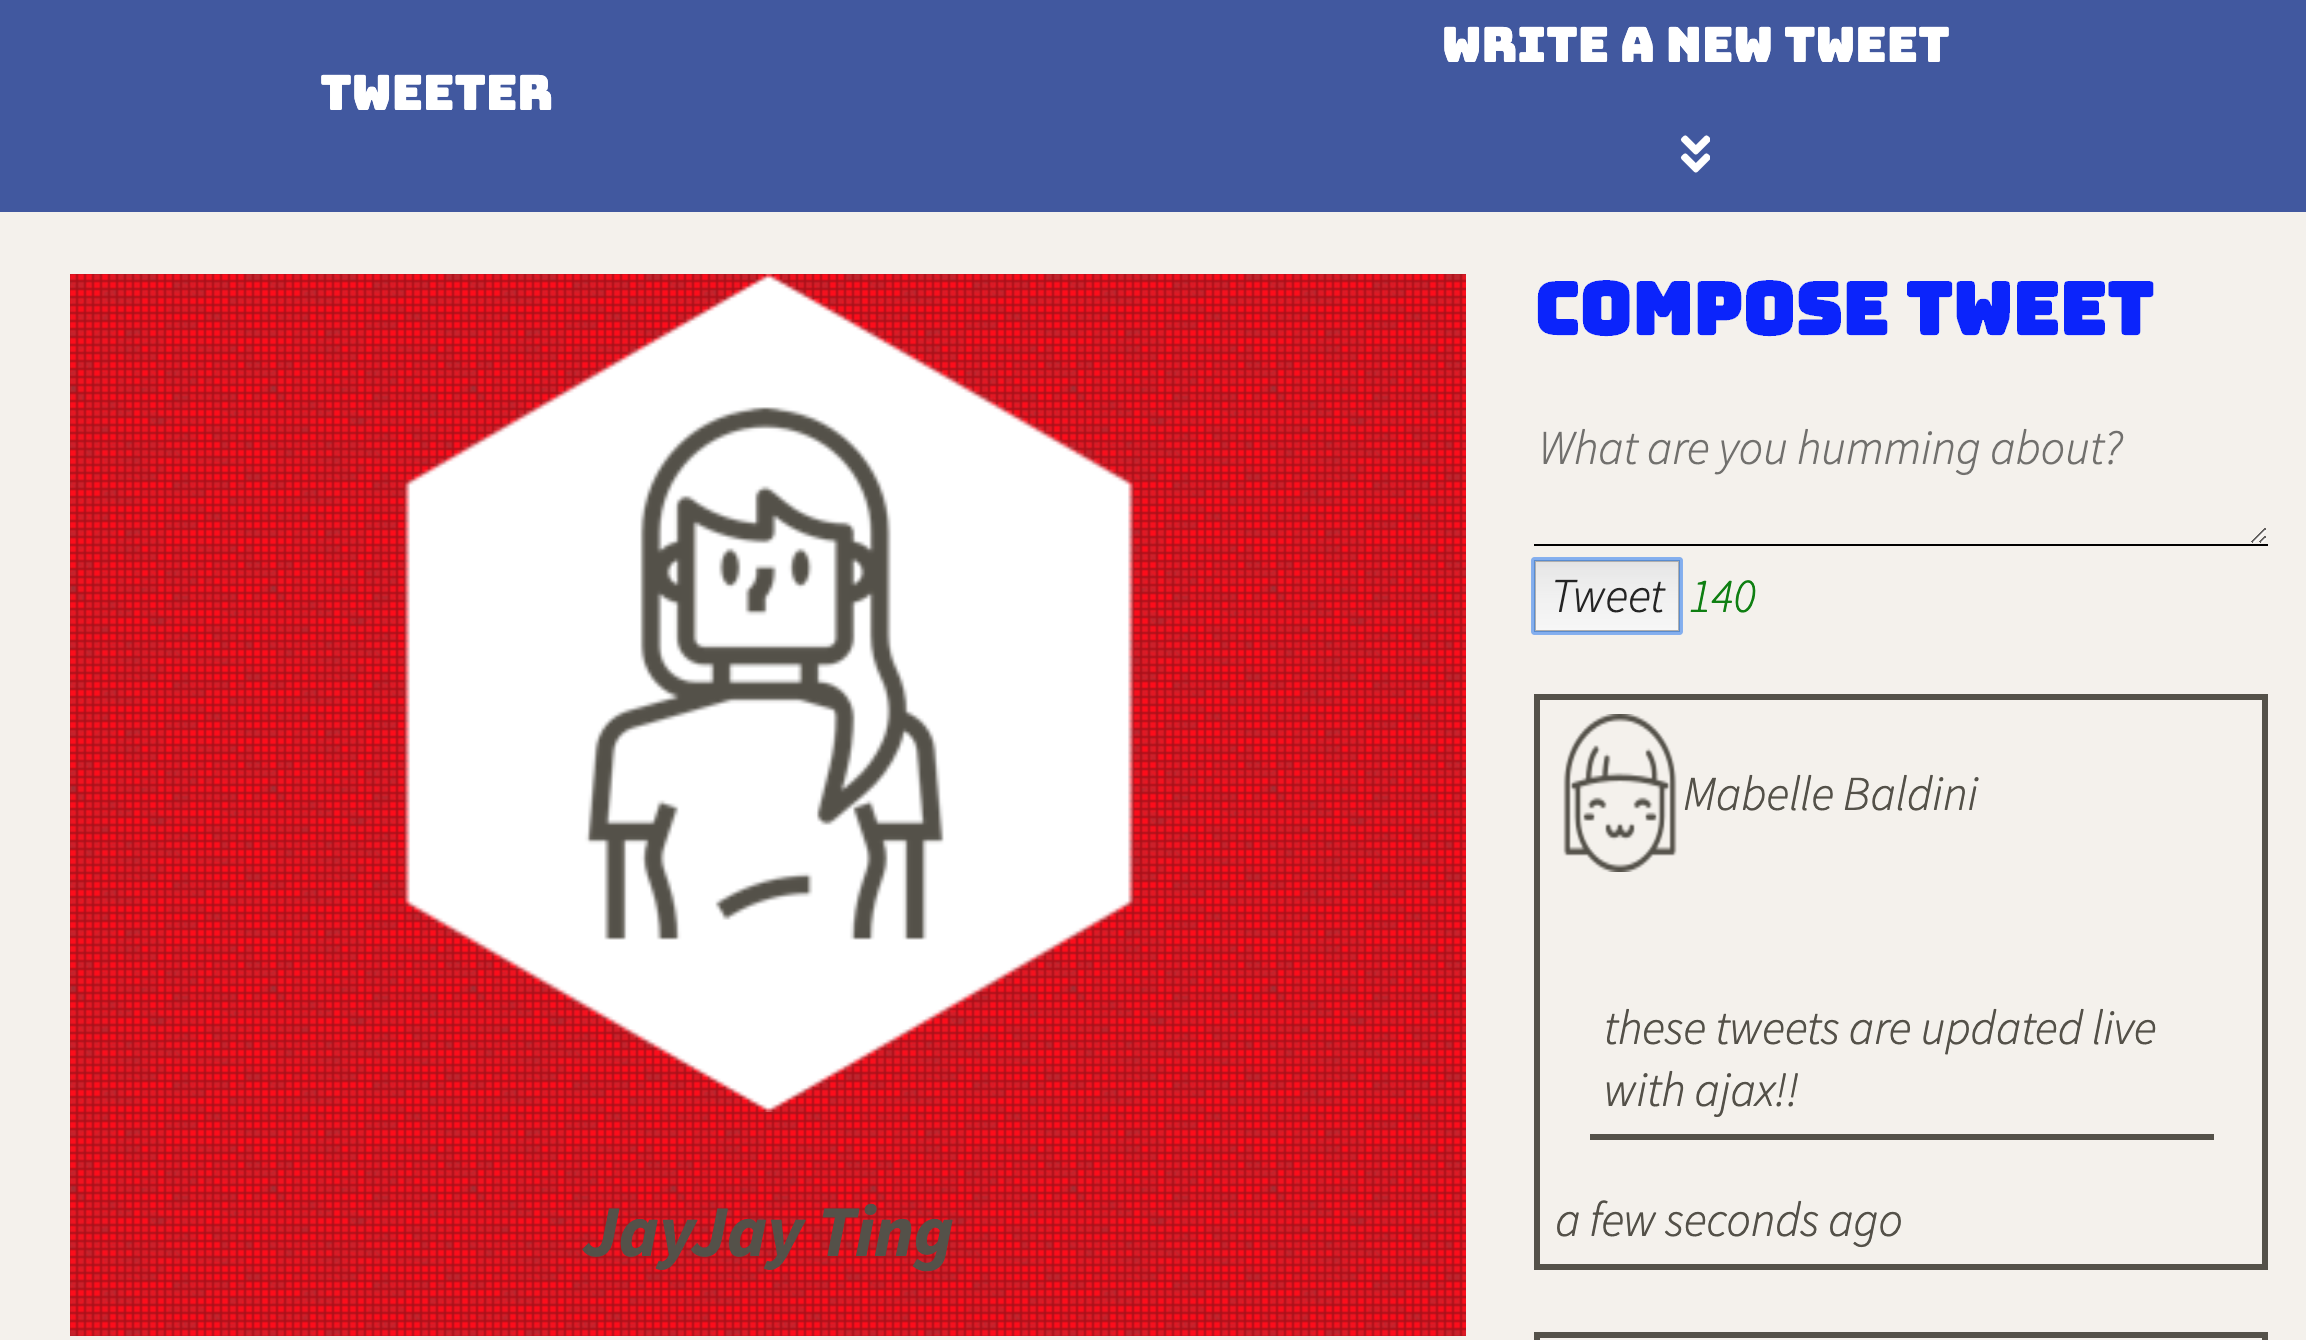 TWEETER
WRITE A NEW TWEET
JayJay Ting
COMPOSE TWEET
What are you humming about?
Tweet 140
Mabelle Baldini
these tweets are updated live
with ajax!!
a few seconds ago